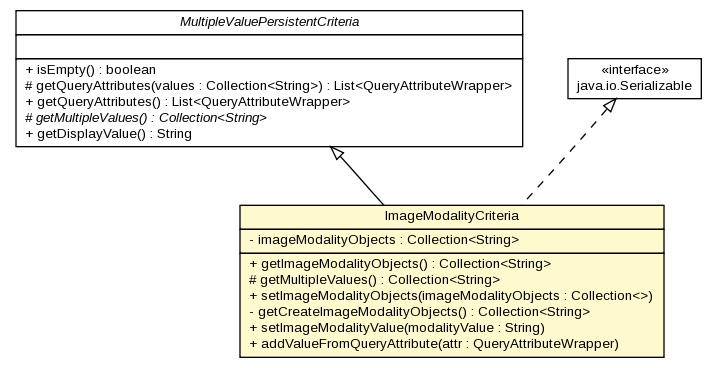 MultipleValuePersistentCriteria
+ isEmpty() : boolean
# getQueryAttributes(values : Collection<String>) : List<QueryAttributeWrapper>
+ getQueryAttributes() : List<QueryAttributeWrapper>
# getMultipleValues() : Collection<String>
+ getDisplayValue() : String
«interface»
java.io.Serializable
ImageModalityCriteria
- imageModalityObjects : Collection<String>
+ getImageModalityObjects() : Collection<String>
# getMultipleValues() : Collection<String>
+ setImageModalityObjects(imageModalityObjects : Collection<>)
- getCreateImageModalityObjects() : Collection<String>
+ setImageModalityValue(modalityValue : String)
+ addValueFromQueryAttribute(attr : QueryAttributeWrapper)